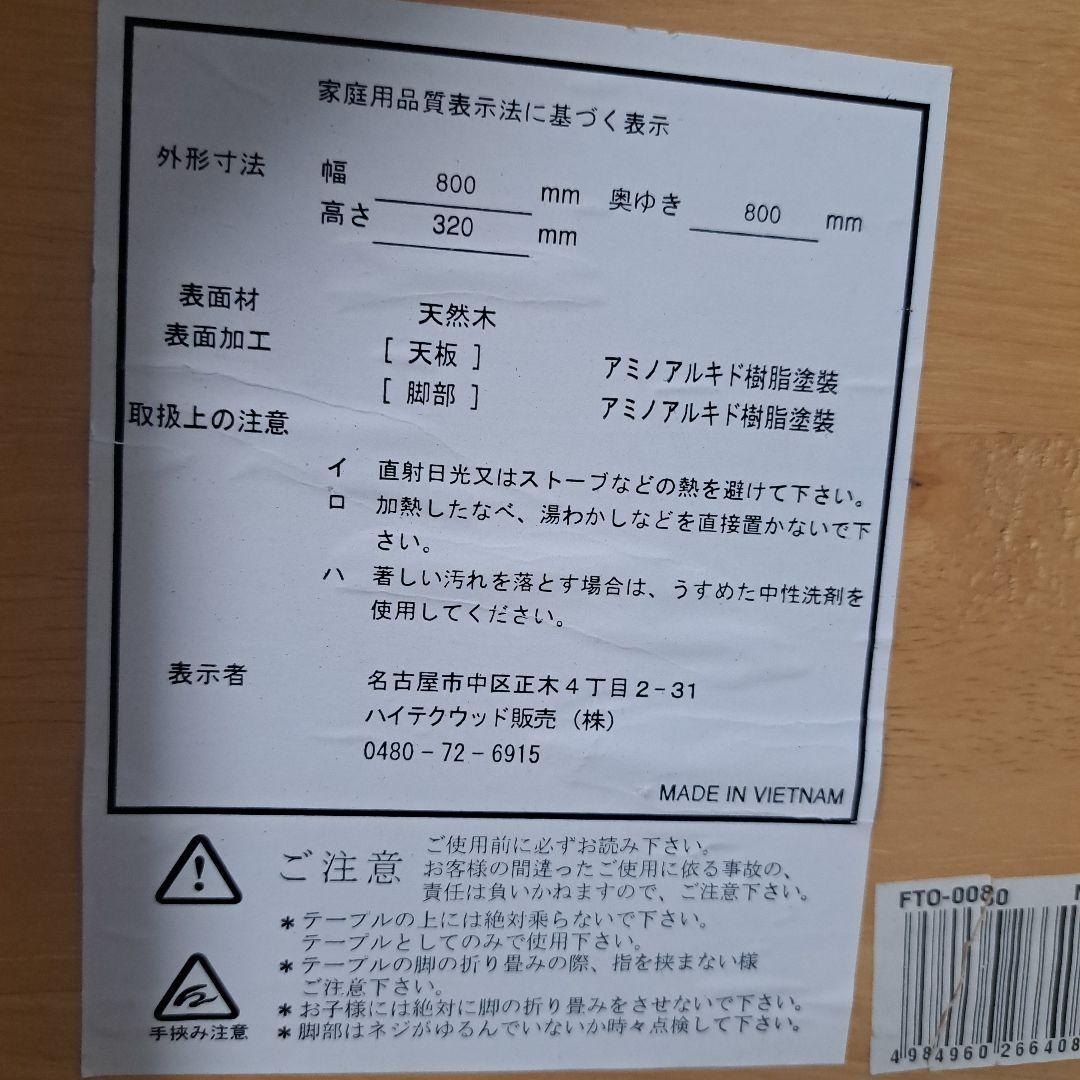 家庭用品質表示法に基づく表示
外形寸法 幅 800 mm 奥ゆき 800 mm
高さ 320 mm
表面材 天然木
表面加工 [ 天板 ] アミノアルキド樹脂塗装
[ 脚部 ] アミノアルキド樹脂塗装
取扱上の注意
イ 直射日光又はストーブなどの熱を避けて下さい。
ロ 加熱したなべ、湯わかしなどを直接置かないで下
さい。
ハ 著しい汚れを落とす場合は、うすめた中性洗剤を
使用してください。
表示者 名古屋市中区正木4丁目2-31
ハイテクウッド販売（株）
0480-72-6915
MADE IN VIETNAM
ご注意
ご使用前に必ずお読み下さい。
お客様の間違ったご使用に依る事故の、
責任は負いかねますので、ご注意下さい。
＊テーブルの上には絶対乗らないで下さい。
テーブルとしてのみで使用下さい。
＊テーブルの脚の折り畳みの際、指を挟まない様
ご注意下さい。
＊お子様には絶対に脚の折り畳みをさせないで下さい。
＊脚部はネジがゆるんでいないか時々点検して下さい。
手挟み注意
FTO-0080
4 984960 266408